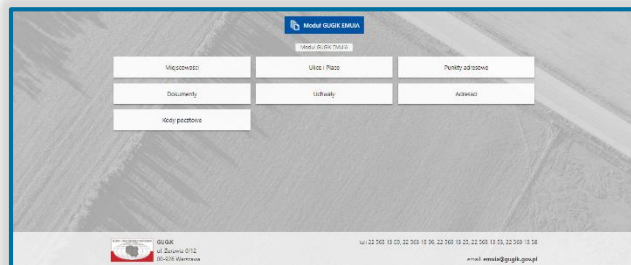 Moduł GUGIK EMUiA
Moduł GUGIK EMUiA
Miejscowości
Ulice i Place
Punkty adresowe
Dokumenty
Uchwały
Adresaci
Kody pocztowe
GUGiK
ul. Żurawia 3/12
00-926 Warszawa
email: emuia@gugik.gov.pl